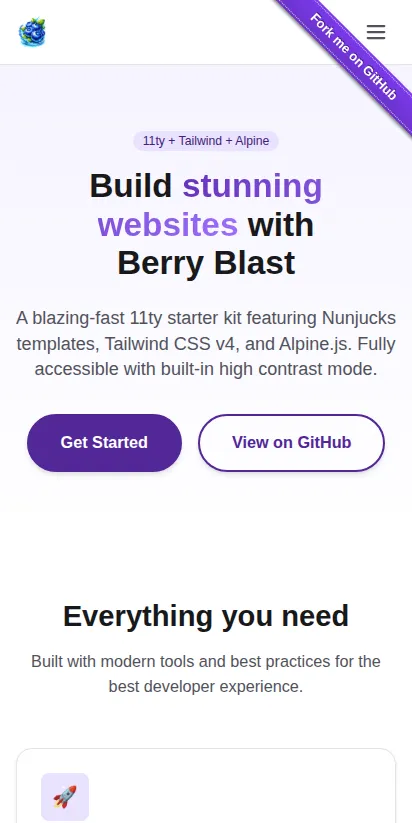 Fork me on GitHub
11ty + Tailwind + Alpine
Build stunning
websites with
Berry Blast
A blazing-fast 11ty starter kit featuring Nunjucks
templates, Tailwind CSS v4, and Alpine.js. Fully
accessible with built-in high contrast mode.
Get Started
View on GitHub
Everything you need
Built with modern tools and best practices for the
best developer experience.